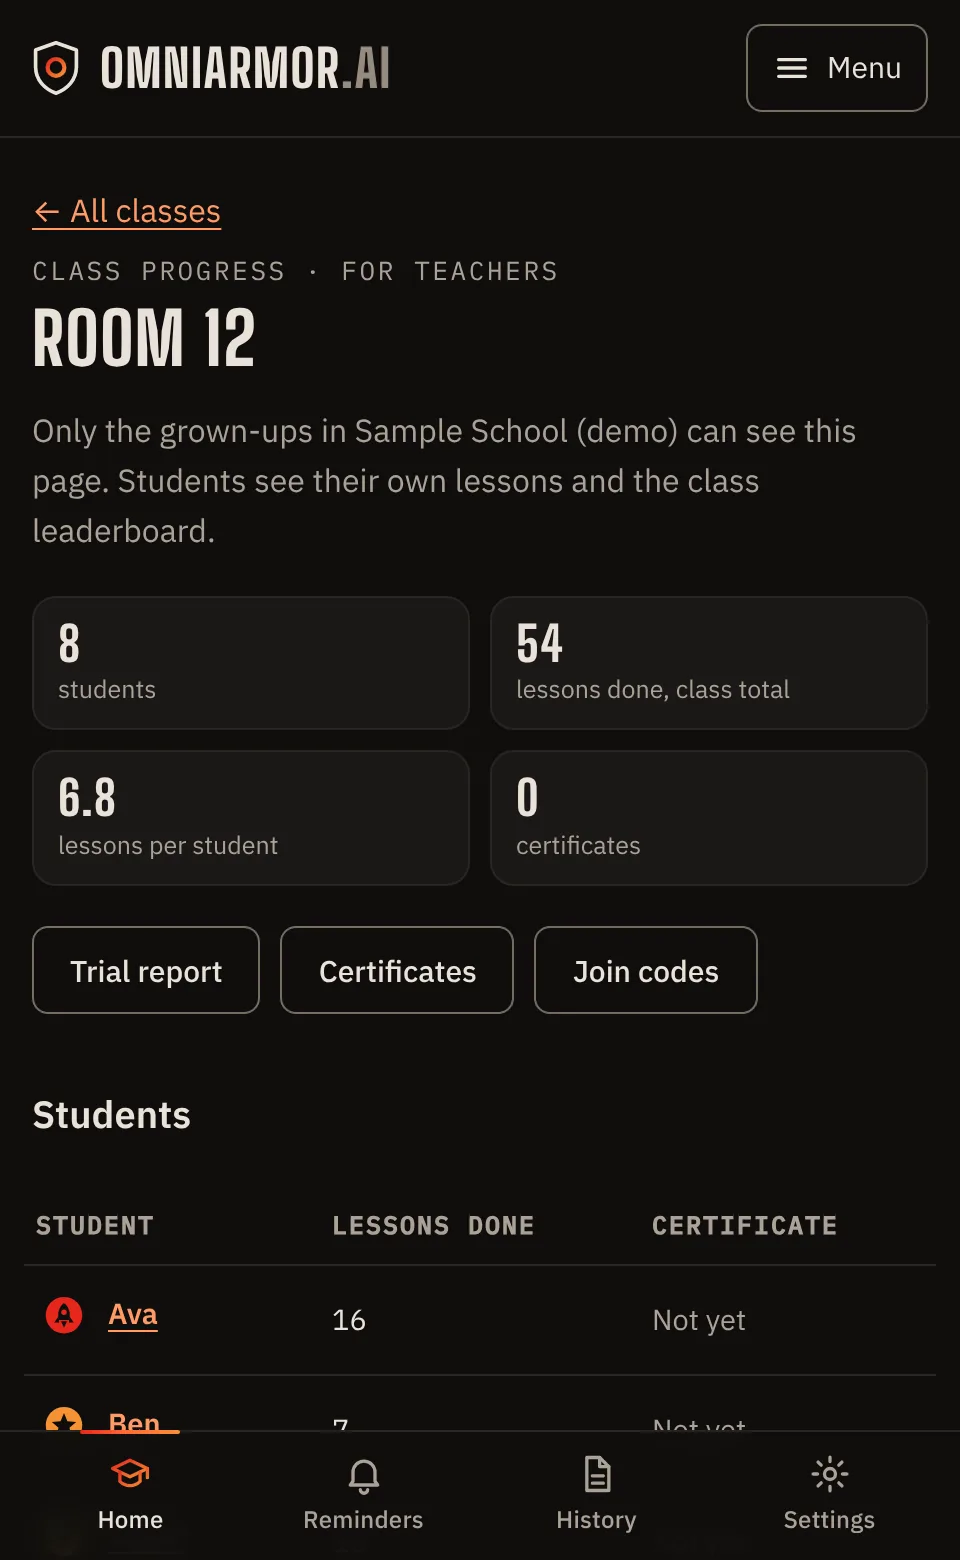 OMNIARMOR.AI
Menu
← All classes
CLASS PROGRESS · FOR TEACHERS
ROOM 12
Only the grown-ups in Sample School (demo) can see this
page. Students see their own lessons and the class
leaderboard.
8
students
54
lessons done, class total
6.8
lessons per student
0
certificates
Trial report
Certificates
Join codes
Students
STUDENT LESSONS DONE CERTIFICATE
Ava 16 Not yet
Ben 7 Not yet
Home
Reminders
History
Settings